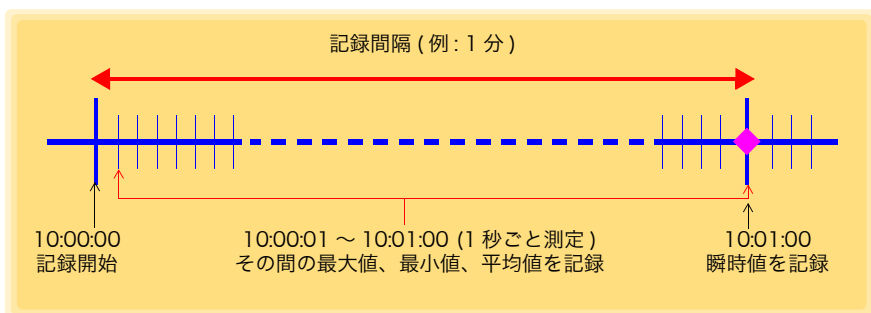 記録間隔 ( 例 : 1 分 )
10:00:00
記録開始
10:00:01 ～ 10:01:00 (1 秒ごと測定 )
その間の最大値、最小値、平均値を記録
10:01:00
瞬時値を記録